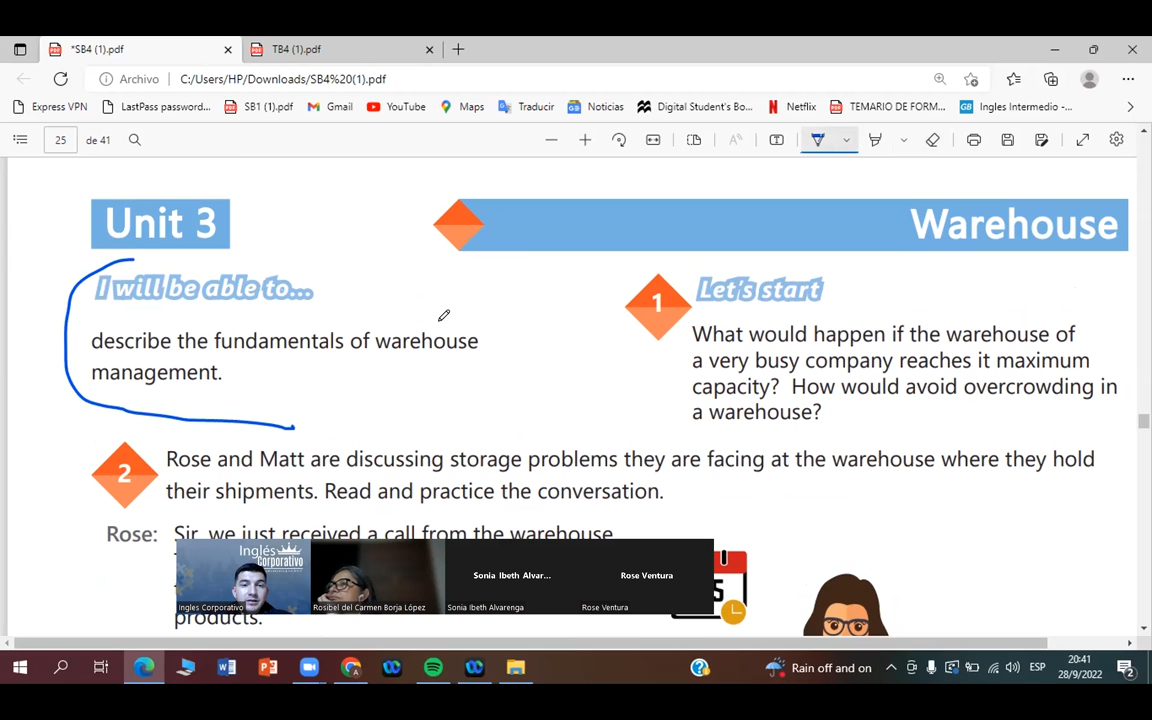 *SB4 (1).pdf
TB4 (1).pdf
Archivo
C:/Users/HP/Downloads/SB4%20(1).pdf
Express VPN
LastPass password...
SB1 (1).pdf
Gmail
YouTube
Maps
Traducir
Noticias
Digital Student's Bo...
Netflix
TEMARIO DE FORM...
Ingles Intermedio -...
25
de 41
Unit 3
Warehouse
I will be able to...
describe the fundamentals of warehouse
management.
1
Let's start
What would happen if the warehouse of
a very busy company reaches it maximum
capacity? How would avoid overcrowding in
a warehouse?
2
Rose and Matt are discussing storage problems they are facing at the warehouse where they hold
their shipments. Read and practice the conversation.
Rose:
Sir, we just received a call from the warehouse.
products.
Inglés
Corporativo
Ingles Corporativo
Rosibel del Carmen Borja López
Sonia Ibeth Alvar...
Sonia Ibeth Alvarenga
Rose Ventura
Rose Ventura
Rain off and on
ESP
20:41
28/9/2022
2